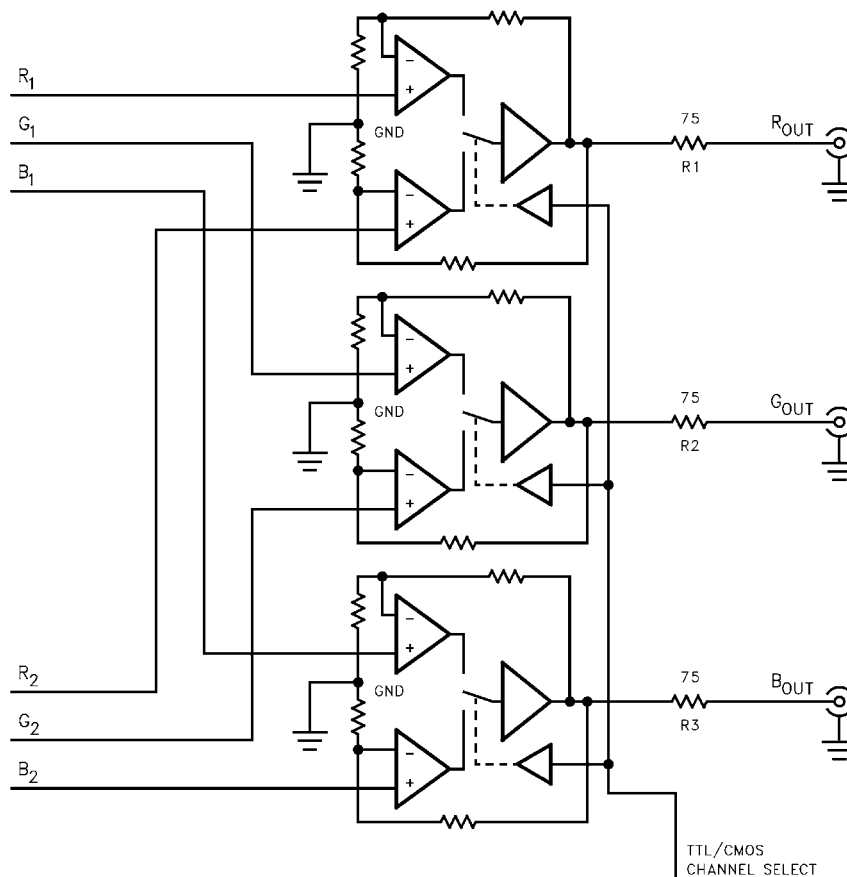 R1
G1
B1
R2
G2
B2
-
+
GND
-
+
75
R1
ROUT
-
+
GND
-
+
75
R2
GOUT
-
+
GND
-
+
75
R3
BOUT
TTL/CMOS
CHANNEL SELECT